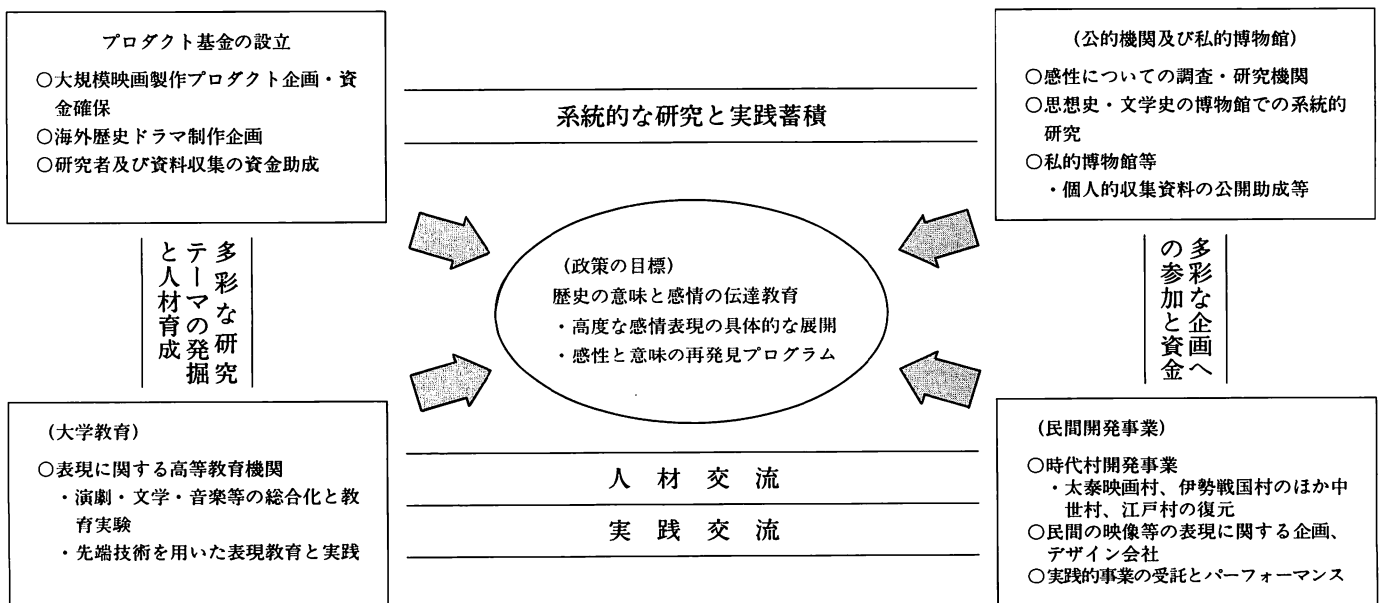 プロダクト基金の設立
○大規模映画製作プロダクト企画・資
金確保
○海外歴史ドラマ制作企画
○研究者及び資料収集の資金助成
系統的な研究と実践蓄積
(公的機関及び私的博物館)
○感性についての調査・研究機関
○思想史・文学史の博物館での系統的
研究
○私的博物館等
・個人的収集資料の公開助成等
多彩な研究
テーマの発掘
と人材育成
(政策の目標)
歴史の意味と感情の伝達教育
・高度な感情表現の具体的な展開
・感性と意味の再発見プログラム
多彩な企画へ
の参加と資金
(大学教育)
○表現に関する高等教育機関
・演劇・文学・音楽等の総合化と教
育実験
・先端技術を用いた表現教育と実践
人材交流
実践交流
(民間開発事業)
○時代村開発事業
・太秦映画村、伊勢戦国村のほか中
世村、江戸村の復元
○民間の映像等の表現に関する企画、
デザイン会社
○実践的事業の受託とパーフォーマンス